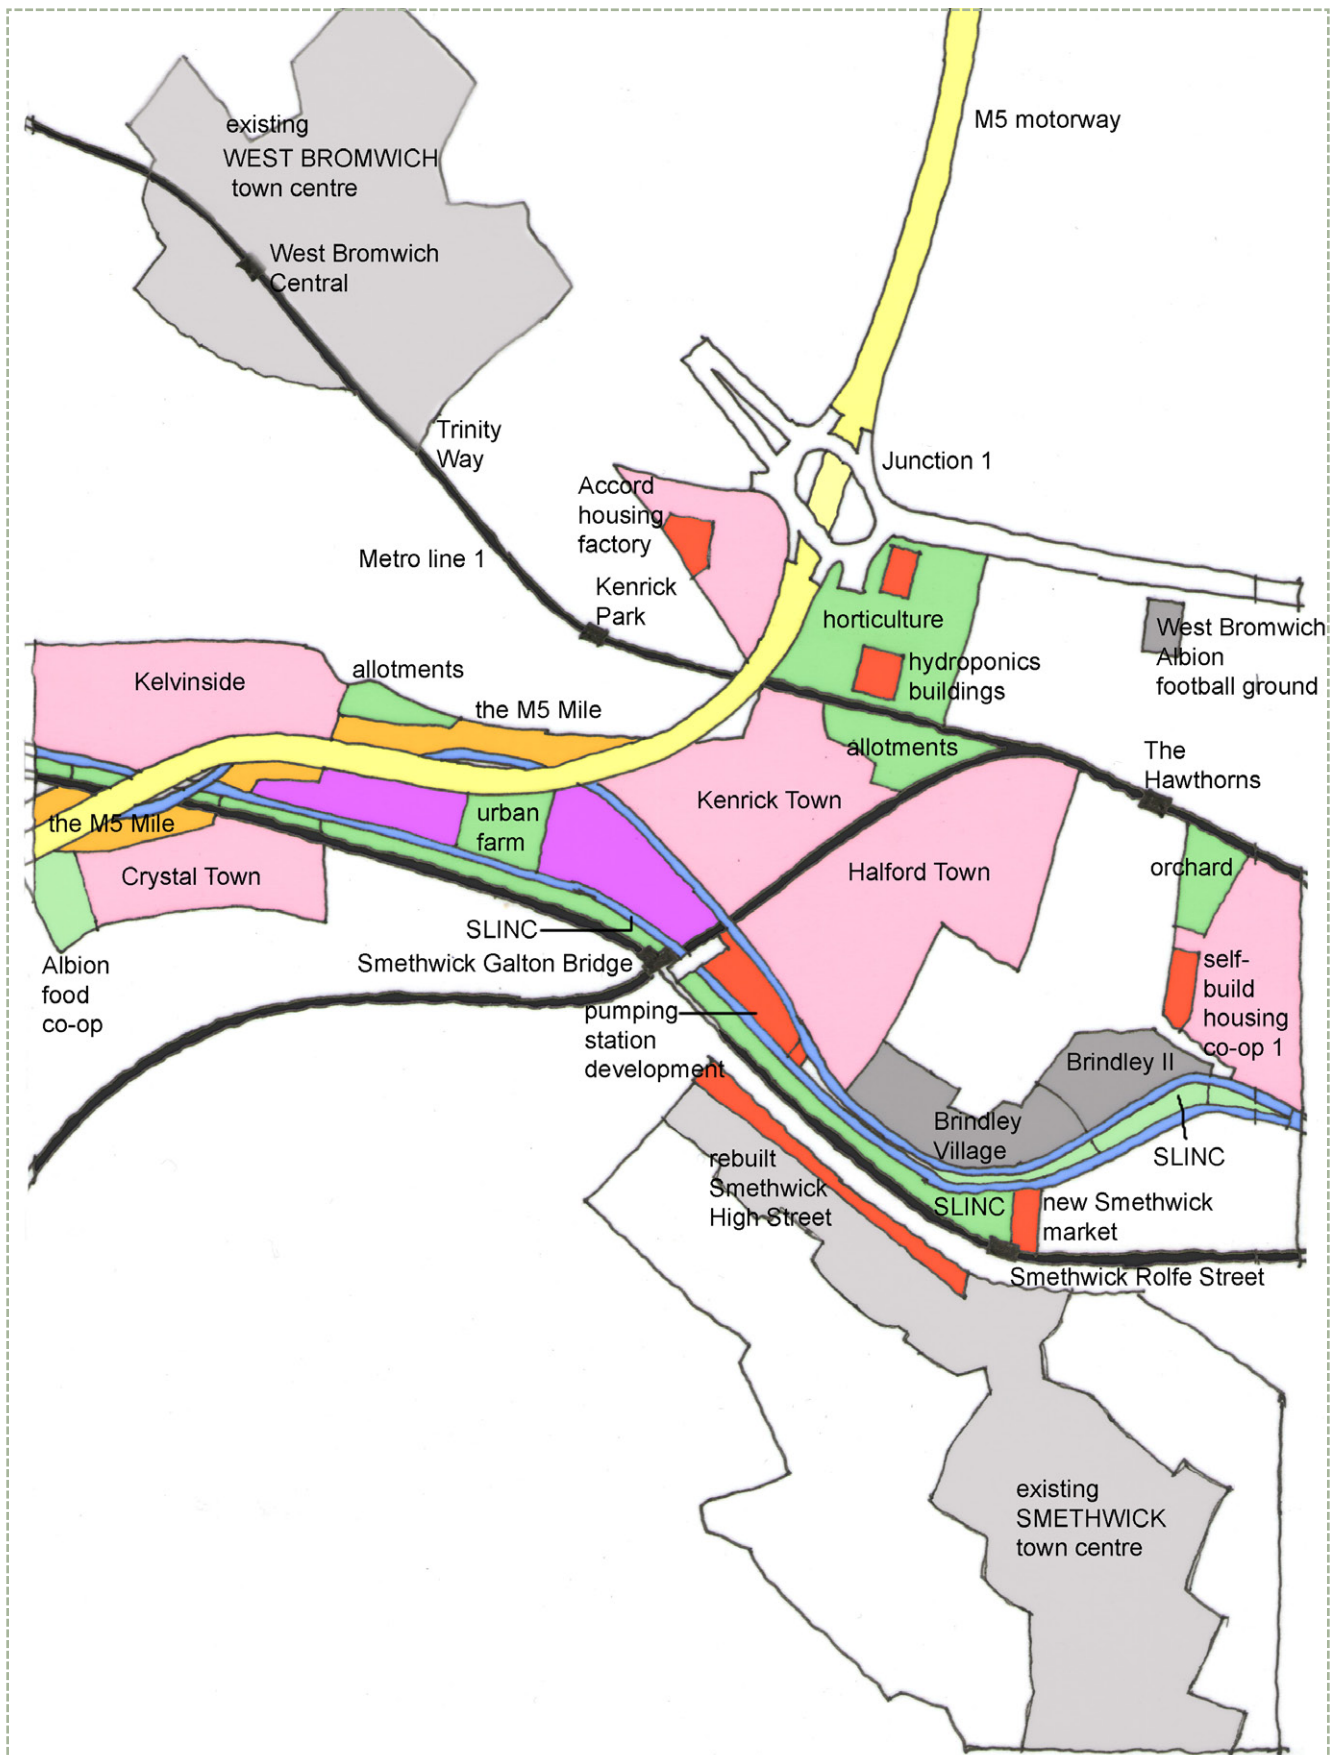 existing
WEST BROMWICH
town centre
M5 motorway
West Bromwich
Central
Trinity
Way
Junction 1
Accord
housing
factory
Metro line 1
Kenrick
Park
horticulture
West Bromwich
Albion
football ground
hydroponics
buildings
Kelvinside
allotments
the M5 Mile
allotments
The
Hawthorns
Kenrick Town
urban
farm
the M5 Mile
Crystal Town
Halford Town
orchard
SLINC
Smethwick Galton Bridge
Albion
food
co-op
self-
build
housing
co-op 1
pumping
station
development
Brindley II
Brindley
Village
SLINC
rebuilt
Smethwick
High Street
SLINC
new Smethwick
market
Smethwick Rolfe Street
existing
SMETHWICK
town centre